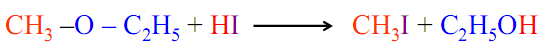 CH₃ –O – C₂H₅ + HI ⟶ CH₃I + C₂H₅OH